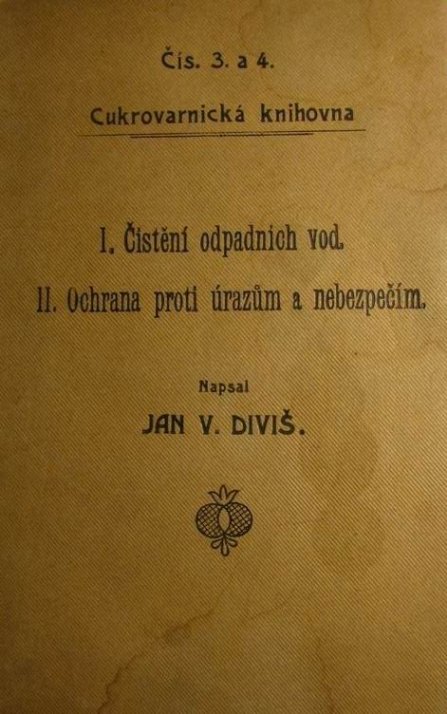 Čís. 3. a 4.
Cukrovarnická knihovna
I. Čistění odpadních vod.
II. Ochrana proti úrazům a nebezpečím.
Napsal
JAN V. DIVIŠ.